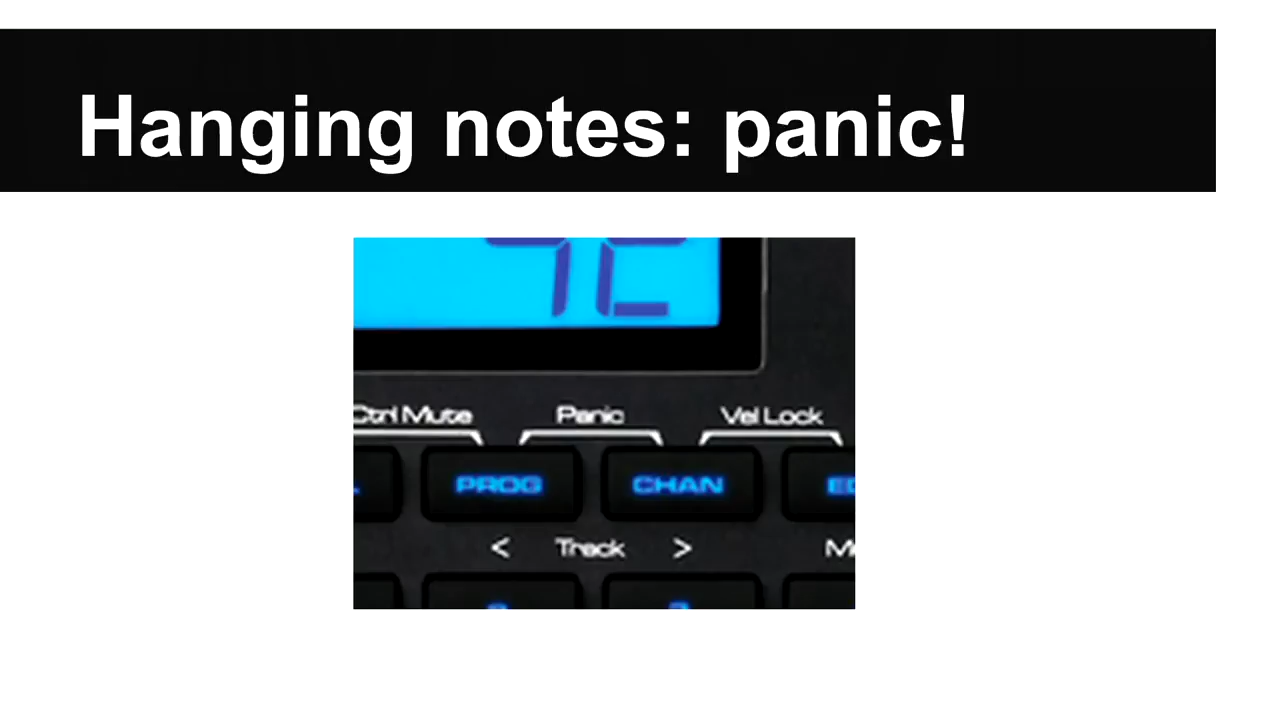 Hanging notes: panic!
Ctrl Mute Panic Vel Lock
PROG CHAN
< Track >